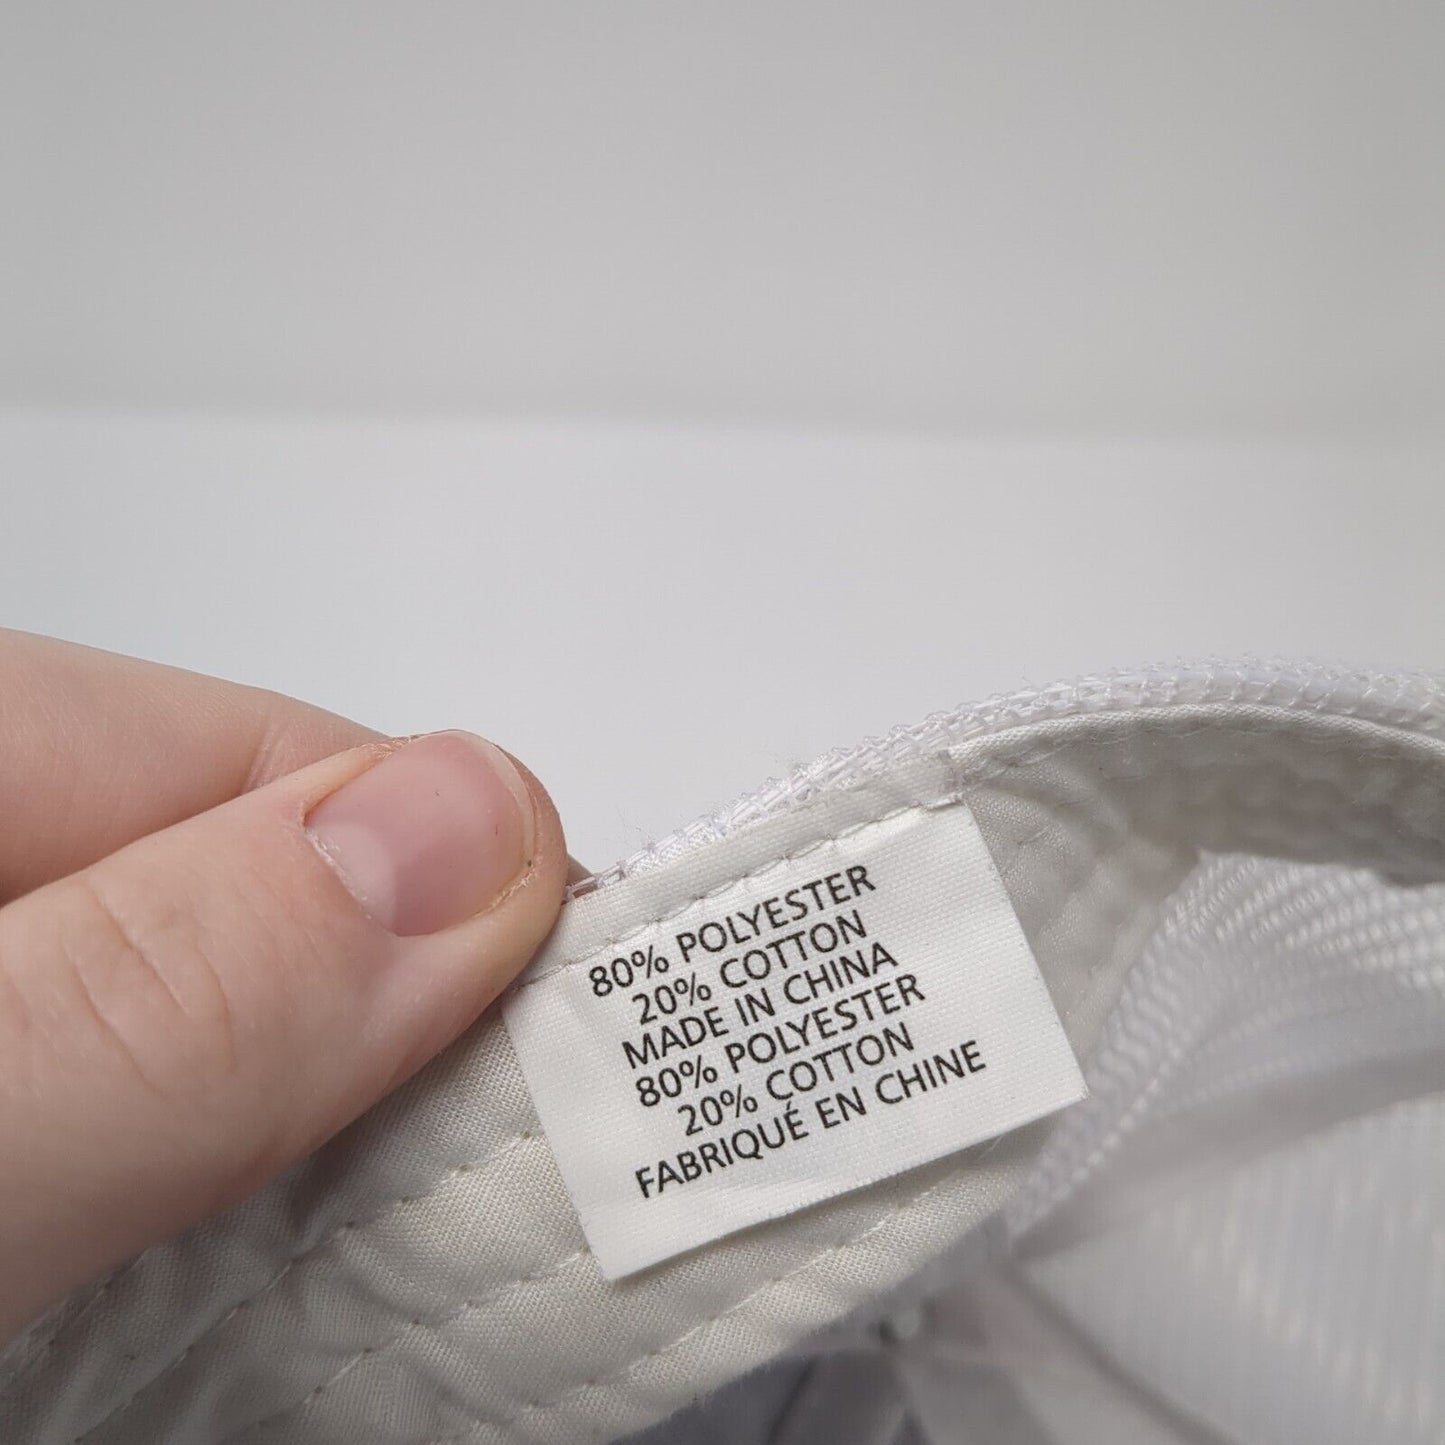 80% POLYESTER
20% COTTON
MADE IN CHINA
80% POLYESTER
20% COTTON
FABRIQUÉ EN CHINE